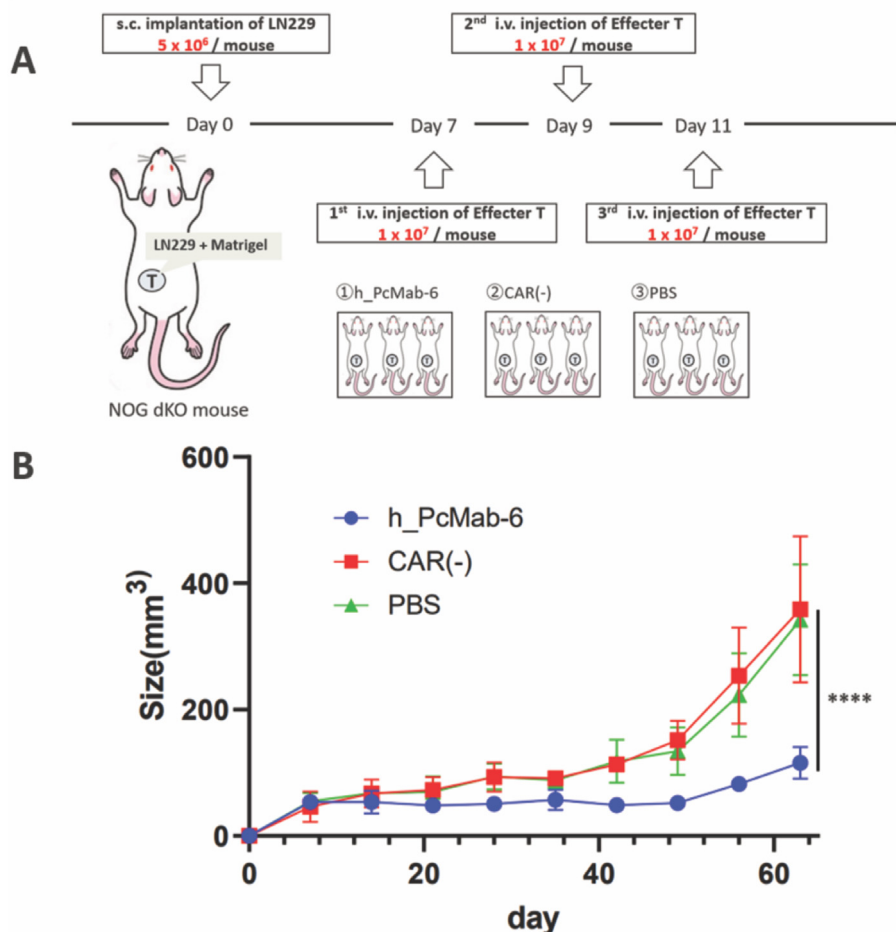 A
s.c. implantation of LN229
5 x 10⁶ / mouse
2ⁿᵈ i.v. injection of Effecter T
1 x 10⁷ / mouse
Day 0
Day 7
Day 9
Day 11
1ˢᵗ i.v. injection of Effecter T
1 x 10⁷ / mouse
3ʳᵈ i.v. injection of Effecter T
1 x 10⁷ / mouse
LN229 + Matrigel
T
NOG dKO mouse
①h_PcMab-6
②CAR(-)
③PBS
T T T
T T T
T T T
B
Size(mm³)
600
400
200
0
h_PcMab-6
CAR(-)
PBS
****
0 20 40 60
day